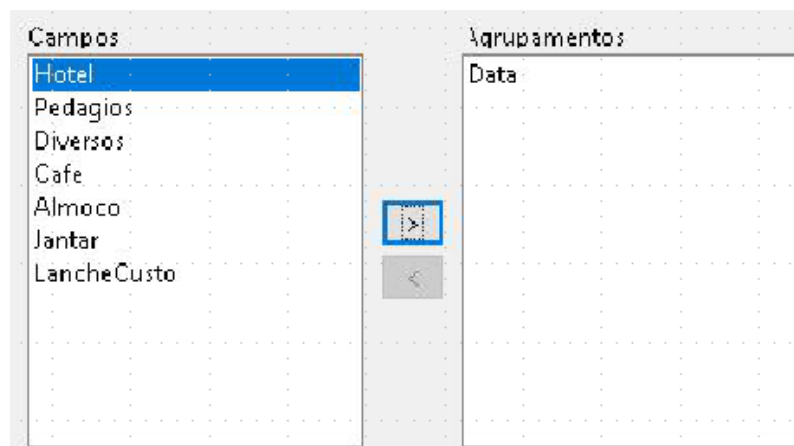 Campos
Agrupamentos
Hotel
Pedagios
Diversos
Cafe
Almoco
Jantar
LancheCusto
>
<
Data